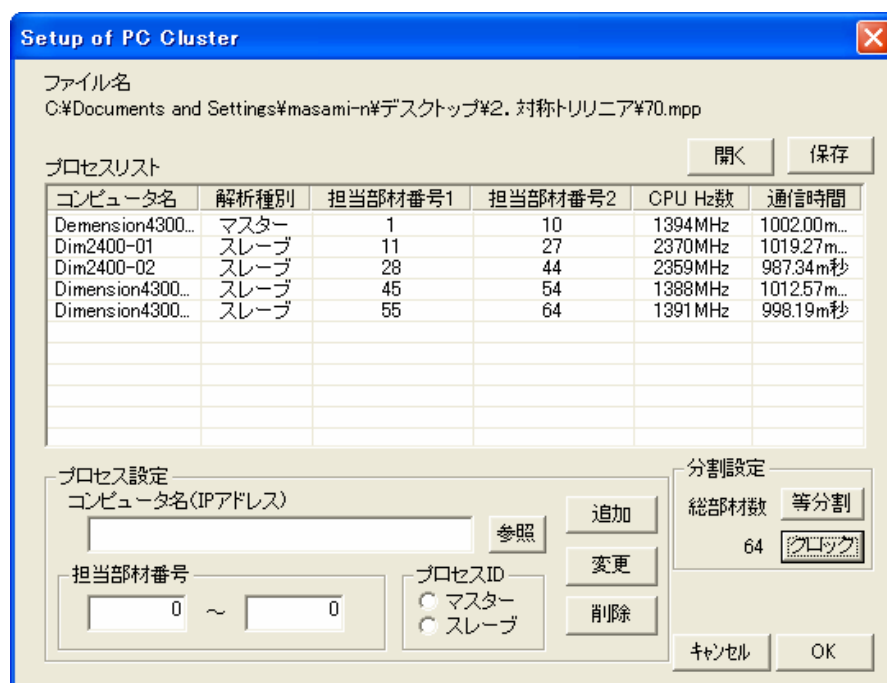 Setup of PC Cluster
ファイル名
C:¥Documents and Settings¥masami-n¥デスクトップ¥2. 対称トリリニア¥70.mpp
開く 保存
プロセスリスト
コンピュータ名 解析種別 担当部材番号1 担当部材番号2 CPU Hz数 通信時間
Demension4300... マスター 1 10 1394MHz 1002.00m...
Dim2400-01 スレーブ 11 27 2370MHz 1019.27m...
Dim2400-02 スレーブ 28 44 2359MHz 987.34m秒
Dimension4300... スレーブ 45 54 1388MHz 1012.57m...
Dimension4300... スレーブ 55 64 1391MHz 998.19m秒
プロセス設定
コンピュータ名(IPアドレス)
参照
担当部材番号
0 ～ 0
プロセスID
マスター
スレーブ
追加
変更
削除
分割設定
総部材数 等分割
64 クロック
キャンセル OK